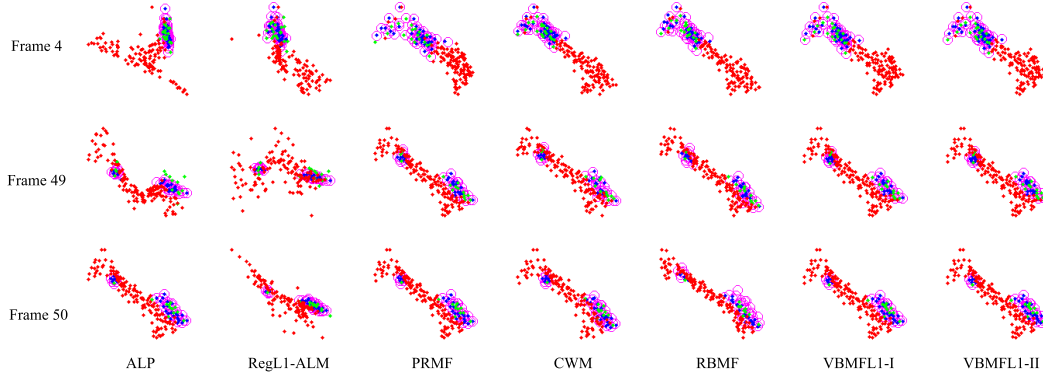 Frame 4
Frame 49
Frame 50
ALP RegL1-ALM PRMF CWM RBMF VBMFL1-I VBMFL1-II